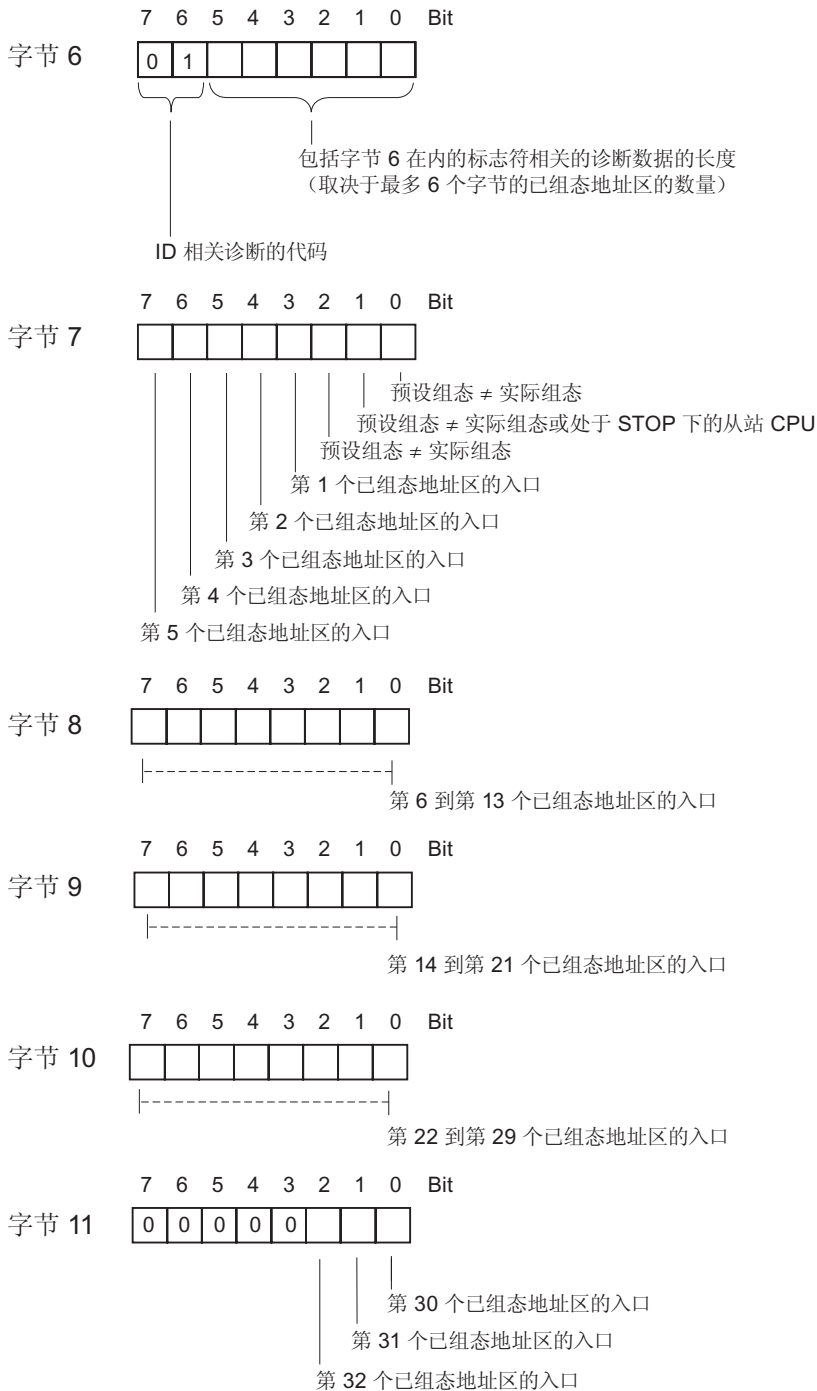 7 6 5 4 3 2 1 0 Bit
字节 6
0 1
包括字节 6 在内的标志符相关的诊断数据的长度
（取决于最多 6 个字节的已组态地址区的数量）
ID 相关诊断的代码
7 6 5 4 3 2 1 0 Bit
字节 7
预设组态 ≠ 实际组态
预设组态 ≠ 实际组态或处于 STOP 下的从站 CPU
预设组态 ≠ 实际组态
第 1 个已组态地址区的入口
第 2 个已组态地址区的入口
第 3 个已组态地址区的入口
第 4 个已组态地址区的入口
第 5 个已组态地址区的入口
7 6 5 4 3 2 1 0 Bit
字节 8
第 6 到第 13 个已组态地址区的入口
7 6 5 4 3 2 1 0 Bit
字节 9
第 14 到第 21 个已组态地址区的入口
7 6 5 4 3 2 1 0 Bit
字节 10
第 22 到第 29 个已组态地址区的入口
7 6 5 4 3 2 1 0 Bit
字节 11
0 0 0 0 0
第 30 个已组态地址区的入口
第 31 个已组态地址区的入口
第 32 个已组态地址区的入口